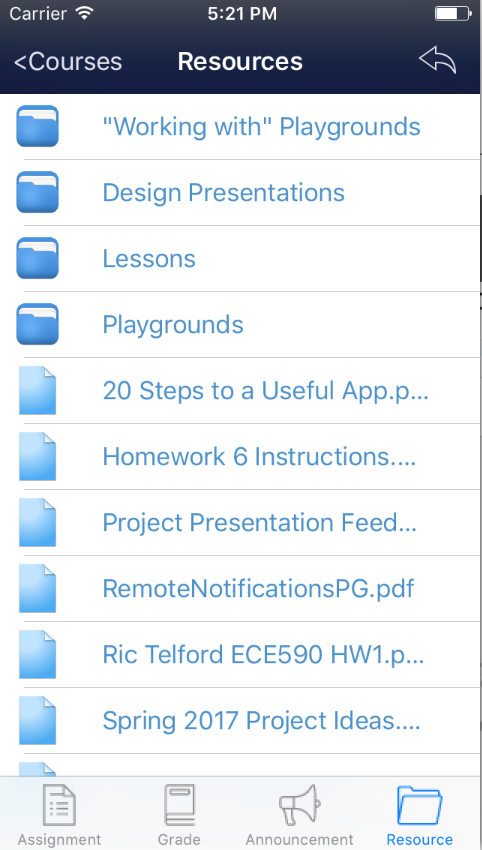 Carrier 5:21 PM
<Courses Resources
"Working with" Playgrounds
Design Presentations
Lessons
Playgrounds
20 Steps to a Useful App.p...
Homework 6 Instructions....
Project Presentation Feed...
RemoteNotificationsPG.pdf
Ric Telford ECE590 HW1.p...
Spring 2017 Project Ideas....
Assignment Grade Announcement Resource